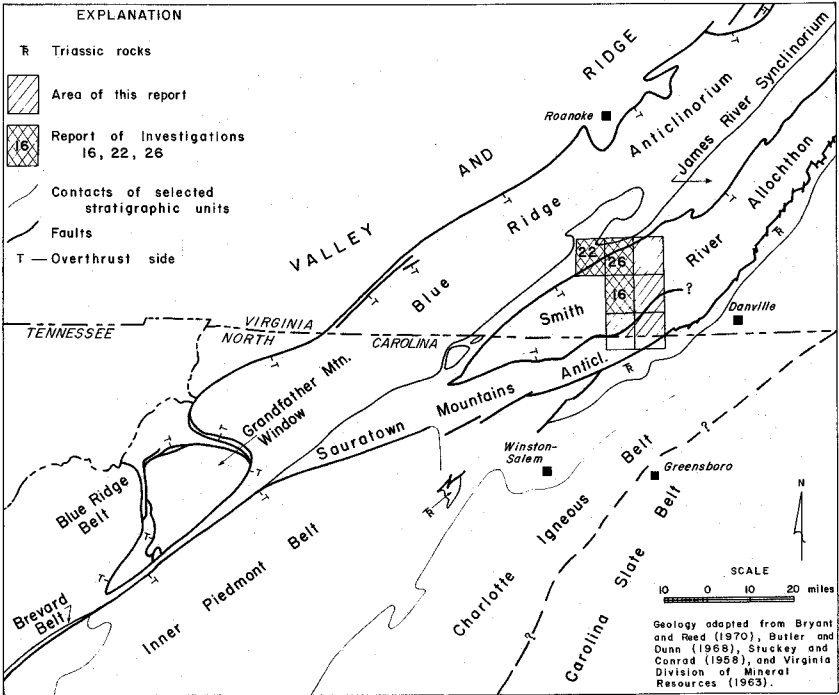 EXPLANATION
TR Triassic rocks
Area of this report
16
Report of Investigations
16, 22, 26
Contacts of selected
stratigraphic units
Faults
T — Overthrust side
VALLEY AND RIDGE
Roanoke
Blue Ridge Anticlinorium
James River Synclinorium
Smith River Allochthon
22
26
16
?
TR
Danville
VIRGINIA
TENNESSEE
NORTH CAROLINA
Grandfather Mtn.
Window
Sauratown Mountains Anticl.
TR
Winston-
Salem
Greensboro
TR
Blue Ridge
Belt
Brevard
Belt
Inner Piedmont Belt
Charlotte Igneous Belt
?
?
Carolina Slate Belt
N
SCALE
10 0 10 20 miles
Geology adapted from Bryant
and Reed (1970), Butler and
Dunn (1968), Stuckey and
Conrad (1958), and Virginia
Division of Mineral
Resources (1963).